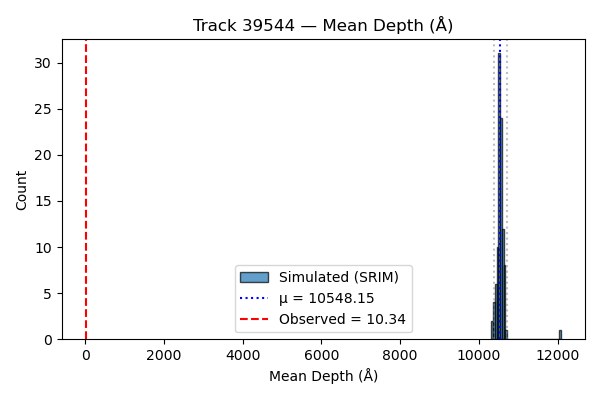 Track 39544 — Mean Depth (Å)
Count
30
25
20
15
10
5
0
Simulated (SRIM)
μ = 10548.15
Observed = 10.34
0 2000 4000 6000 8000 10000 12000
Mean Depth (Å)